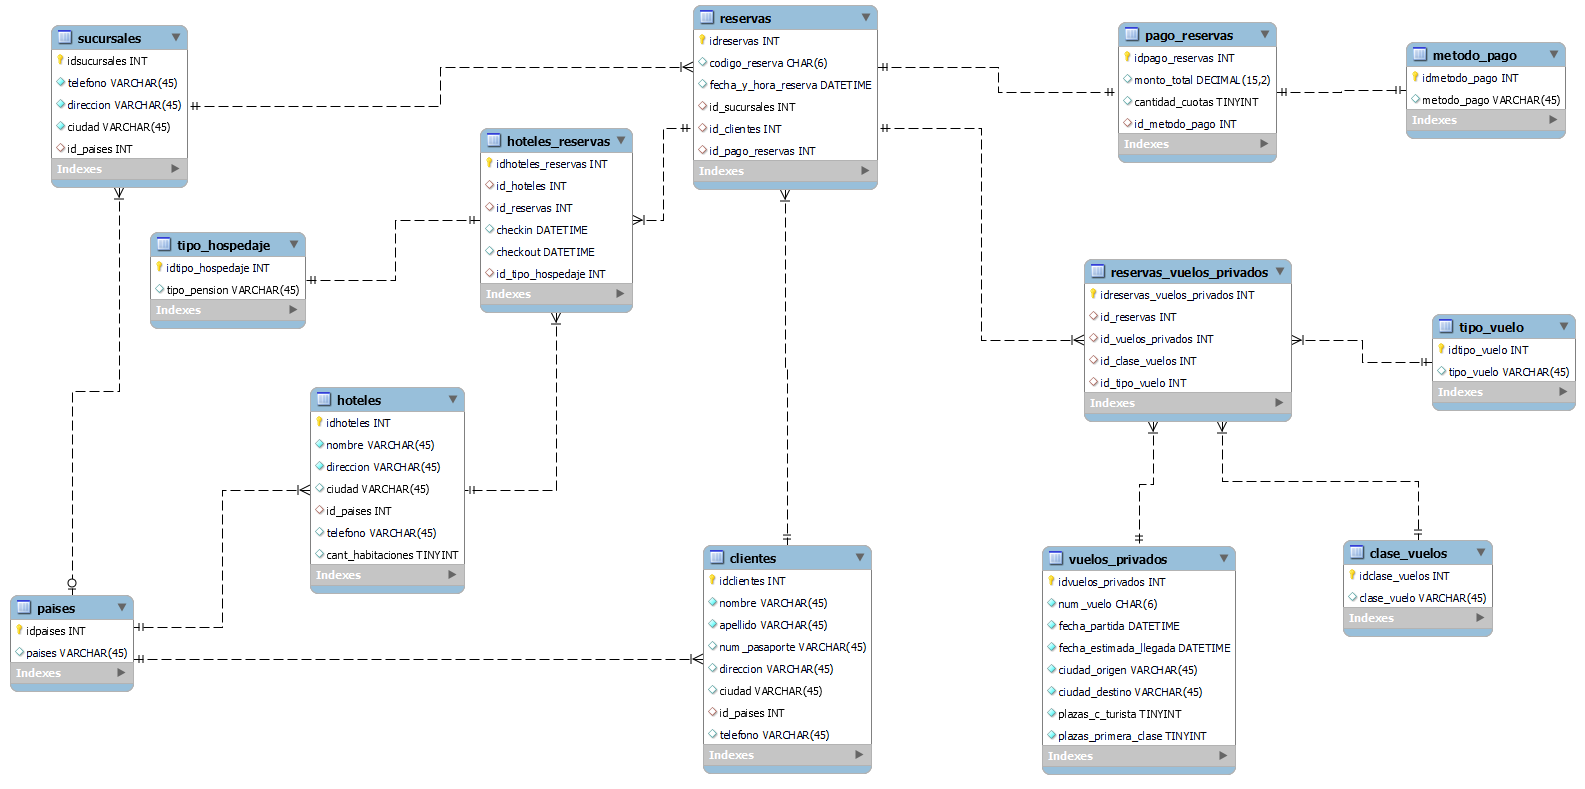 sucursales
idsucursales INT
telefono VARCHAR(45)
direccion VARCHAR(45)
ciudad VARCHAR(45)
id_paises INT
Indexes
reservas
idreservas INT
codigo_reserva CHAR(6)
fecha_y_hora_reserva DATETIME
id_sucursales INT
id_clientes INT
id_pago_reservas INT
Indexes
pago_reservas
idpago_reservas INT
monto_total DECIMAL(15,2)
cantidad_cuotas TINYINT
id_metodo_pago INT
Indexes
metodo_pago
idmetodo_pago INT
metodo_pago VARCHAR(45)
Indexes
hoteles_reservas
idhoteles_reservas INT
id_hoteles INT
id_reservas INT
checkin DATETIME
checkout DATETIME
id_tipo_hospedaje INT
Indexes
tipo_hospedaje
idtipo_hospedaje INT
tipo_pension VARCHAR(45)
Indexes
reservas_vuelos_privados
idreservas_vuelos_privados INT
id_reservas INT
id_vuelos_privados INT
id_clase_vuelos INT
id_tipo_vuelo INT
Indexes
tipo_vuelo
idtipo_vuelo INT
tipo_vuelo VARCHAR(45)
Indexes
hoteles
idhoteles INT
nombre VARCHAR(45)
direccion VARCHAR(45)
ciudad VARCHAR(45)
id_paises INT
telefono VARCHAR(45)
cant_habitaciones TINYINT
Indexes
paises
idpaises INT
paises VARCHAR(45)
Indexes
clientes
idclientes INT
nombre VARCHAR(45)
apellido VARCHAR(45)
num_pasaporte VARCHAR(45)
direccion VARCHAR(45)
ciudad VARCHAR(45)
id_paises INT
telefono VARCHAR(45)
Indexes
vuelos_privados
idvuelos_privados INT
num_vuelo CHAR(6)
fecha_partida DATETIME
fecha_estimada_llegada DATETIME
ciudad_origen VARCHAR(45)
ciudad_destino VARCHAR(45)
plazas_c_turista TINYINT
plazas_primera_clase TINYINT
Indexes
clase_vuelos
idclase_vuelos INT
clase_vuelo VARCHAR(45)
Indexes